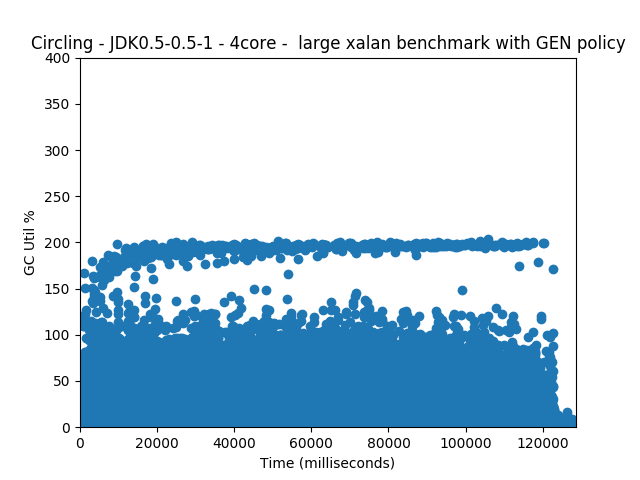 Circling - JDK0.5-0.5-1 - 4core -  large xalan benchmark with GEN policy
400
350
300
250
200
150
100
50
0
GC Util %
0 20000 40000 60000 80000 100000 120000
Time (milliseconds)